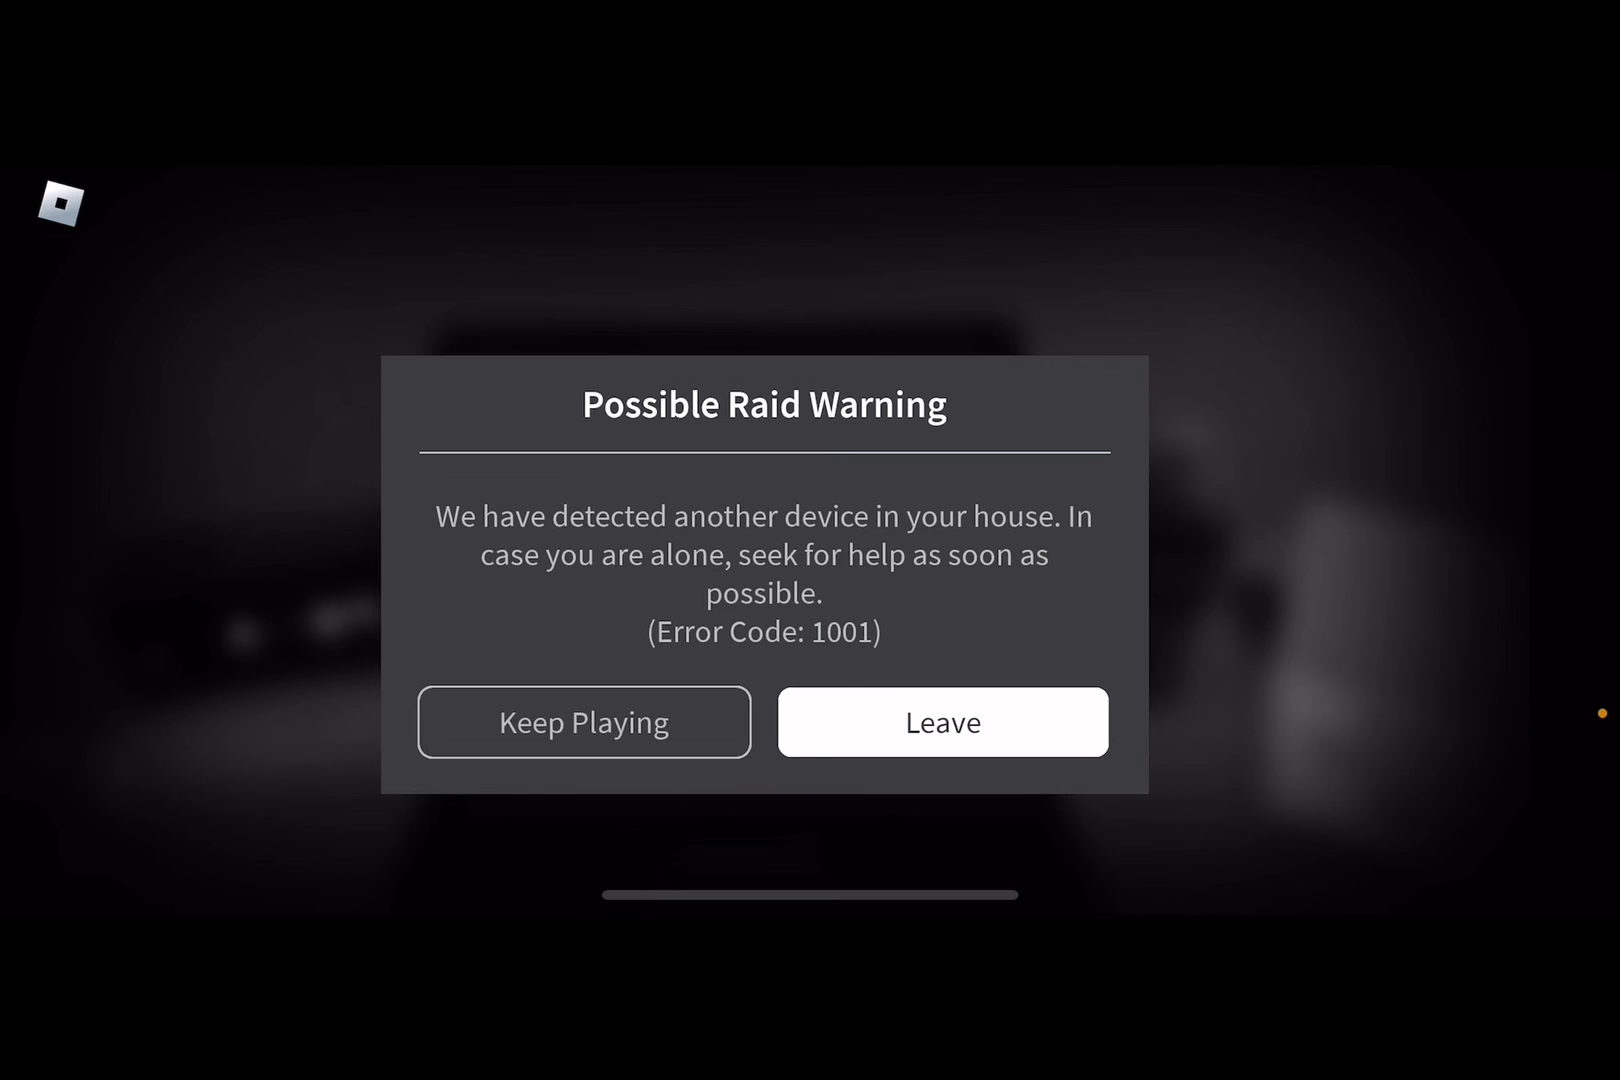 Possible Raid Warning
We have detected another device in your house. In
case you are alone, seek for help as soon as
possible.
(Error Code: 1001)
Keep Playing
Leave